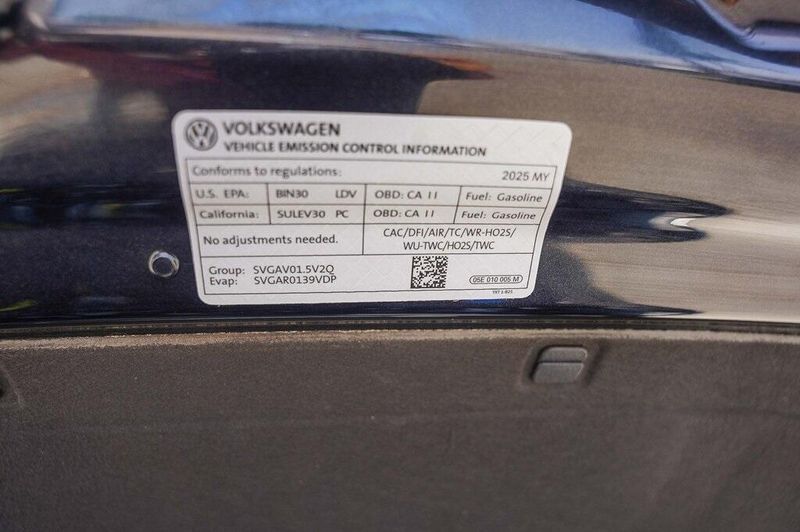 VOLKSWAGEN
VEHICLE EMISSION CONTROL INFORMATION
Conforms to regulations: 2025 MY
U.S. EPA: BIN30 LDV OBD: CA II Fuel: Gasoline
California: SULEV30 PC OBD: CA II Fuel: Gasoline
No adjustments needed. CAC/DFI/AIR/TC/WR-HO2S/
WU-TWC/HO2S/TWC
Group: SVGAV01.5V2Q
Evap: SVGAR0139VDP
05E 010 005 M